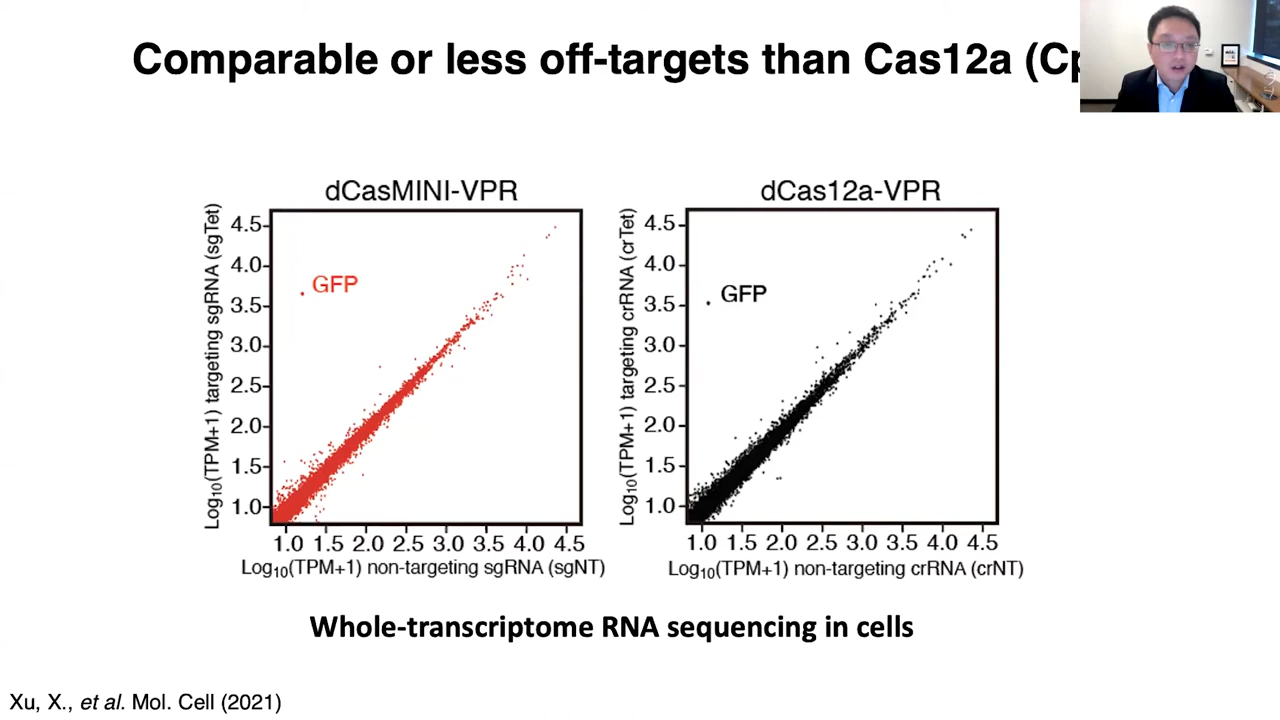 Comparable or less off-targets than Cas12a (Cp
dCasMINI-VPR
Log10(TPM+1) targeting sgRNA (sgTet)
4.5
4.0
3.5
3.0
2.5
2.0
1.5
1.0
GFP
1.0 1.5 2.0 2.5 3.0 3.5 4.0 4.5
Log10(TPM+1) non-targeting sgRNA (sgNT)
dCas12a-VPR
Log10(TPM+1) targeting crRNA (crTet)
4.5
4.0
3.5
3.0
2.5
2.0
1.5
1.0
GFP
1.0 1.5 2.0 2.5 3.0 3.5 4.0 4.5
Log10(TPM+1) non-targeting crRNA (crNT)
Whole-transcriptome RNA sequencing in cells
Xu, X., et al. Mol. Cell (2021)